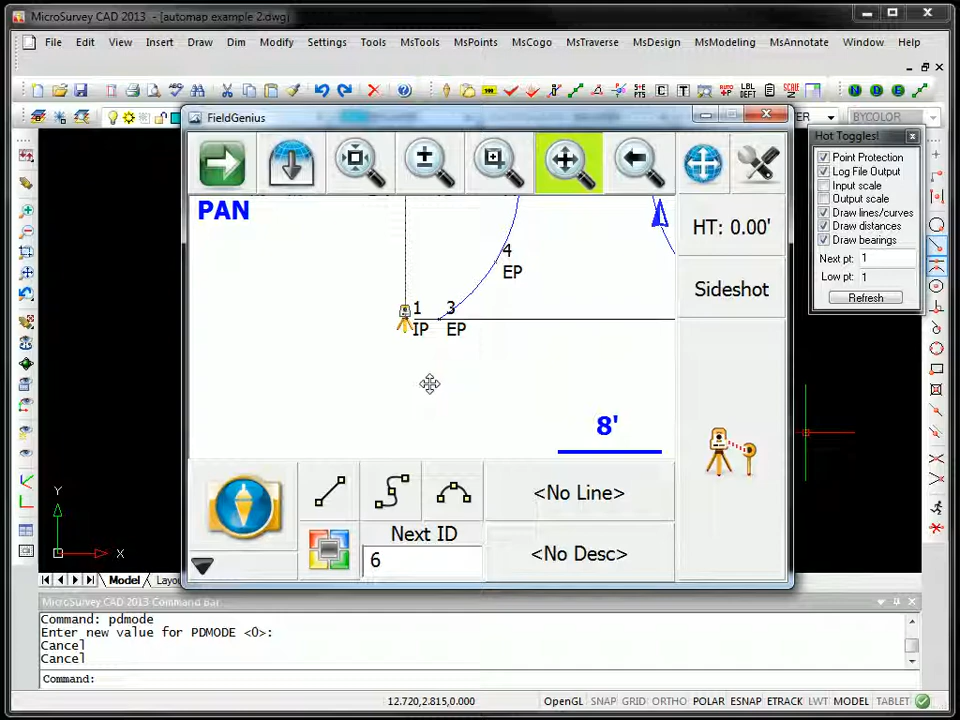 MicroSurvey CAD 2013 - [automap example 2.dwg]
File Edit View Insert Draw Dim Modify Settings Tools MsTools MsPoints MsCogo MsTraverse MsDesign MsModeling MsAnnotate Window Help
FieldGenius
BYCOLOR
Hot Toggles!
Point Protection
Log File Output
Input scale
Output scale
Draw lines/curves
Draw distances
Draw bearings
Next pt: 1
Low pt: 1
Refresh
PAN
HT: 0.00'
4
EP
Sideshot
1 3
IP EP
8'
<No Line>
Next ID
6
<No Desc>
Y
X
Model
MicroSurvey CAD 2013 Command Bar
Command: pdmode
Enter new value for PDMODE <0>:
Cancel
Cancel
Command:
12.720,2.815,0.000 OpenGL SNAP GRID ORTHO POLAR ESNAP ETRACK LWT MODEL TABLET